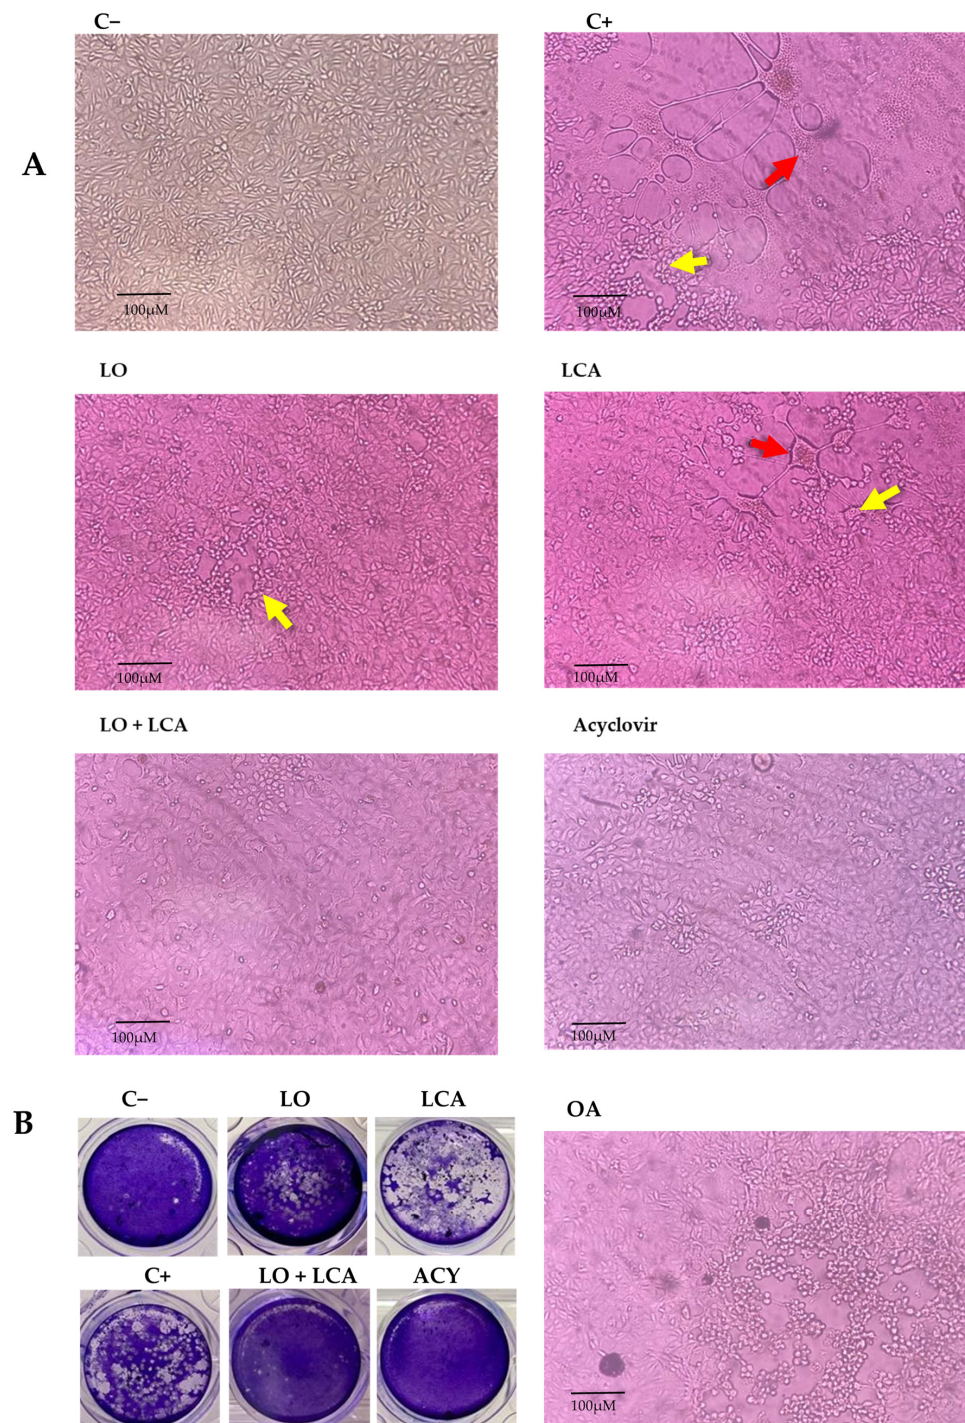 C– C+
A
100µM 100µM
LO LCA
100µM 100µM
LO + LCA Acyclovir
100µM 100µM
B C– LO LCA OA
C+ LO + LCA ACY
100µM